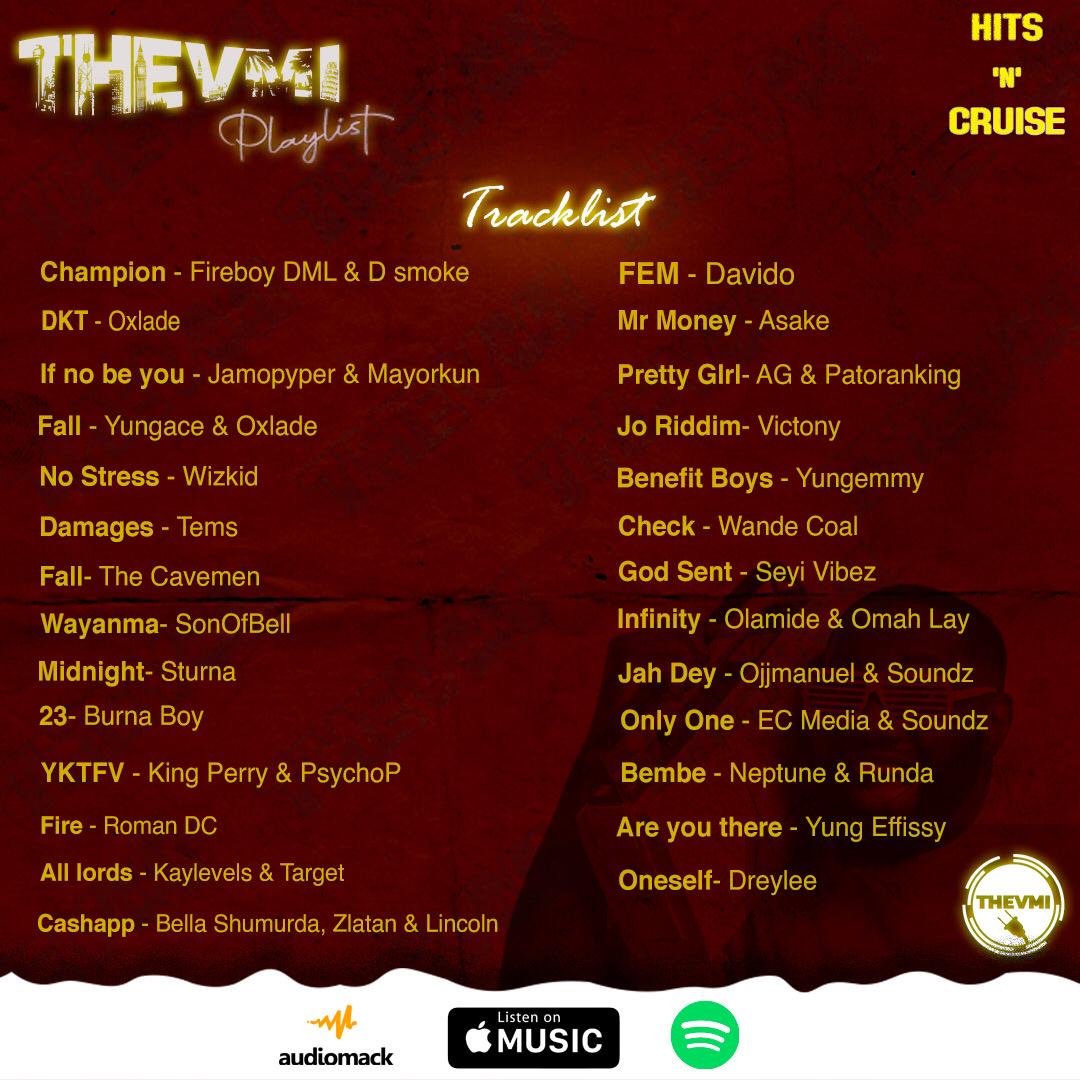 THEVMI
Playlist
HITS
'N'
CRUISE
Tracklist
Champion - Fireboy DML & D smoke
DKT - Oxlade
If no be you - Jamopyper & Mayorkun
Fall - Yungace & Oxlade
No Stress - Wizkid
Damages - Tems
Fall- The Cavemen
Wayanma- SonOfBell
Midnight- Sturna
23- Burna Boy
YKTFV - King Perry & PsychoP
Fire - Roman DC
All lords - Kaylevels & Target
Cashapp - Bella Shumurda, Zlatan & Lincoln
FEM - Davido
Mr Money - Asake
Pretty GIrl- AG & Patoranking
Jo Riddim- Victony
Benefit Boys - Yungemmy
Check - Wande Coal
God Sent - Seyi Vibez
Infinity - Olamide & Omah Lay
Jah Dey - Ojjmanuel & Soundz
Only One - EC Media & Soundz
Bembe - Neptune & Runda
Are you there - Yung Effissy
Oneself- Dreylee
THEVMI
audiomack
Listen on
MUSIC